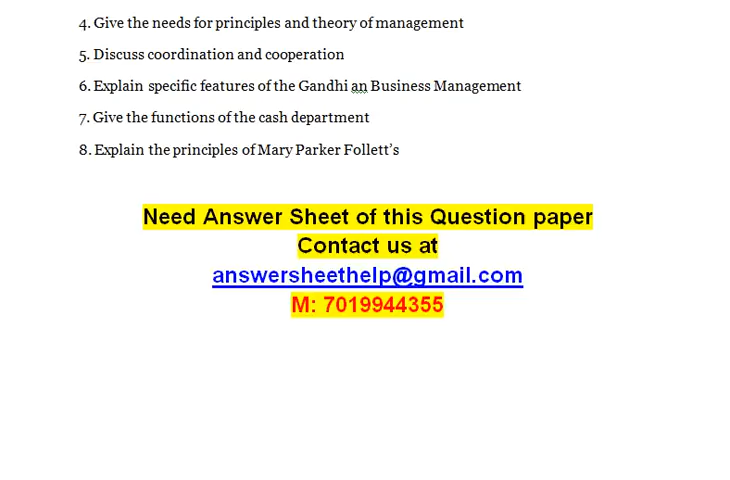 4. Give the needs for principles and theory of management
5. Discuss coordination and cooperation
6. Explain specific features of the Gandhi an Business Management
7. Give the functions of the cash department
8. Explain the principles of Mary Parker Follett’s
Need Answer Sheet of this Question paper
Contact us at
answersheethelp@gmail.com
M: 7019944355